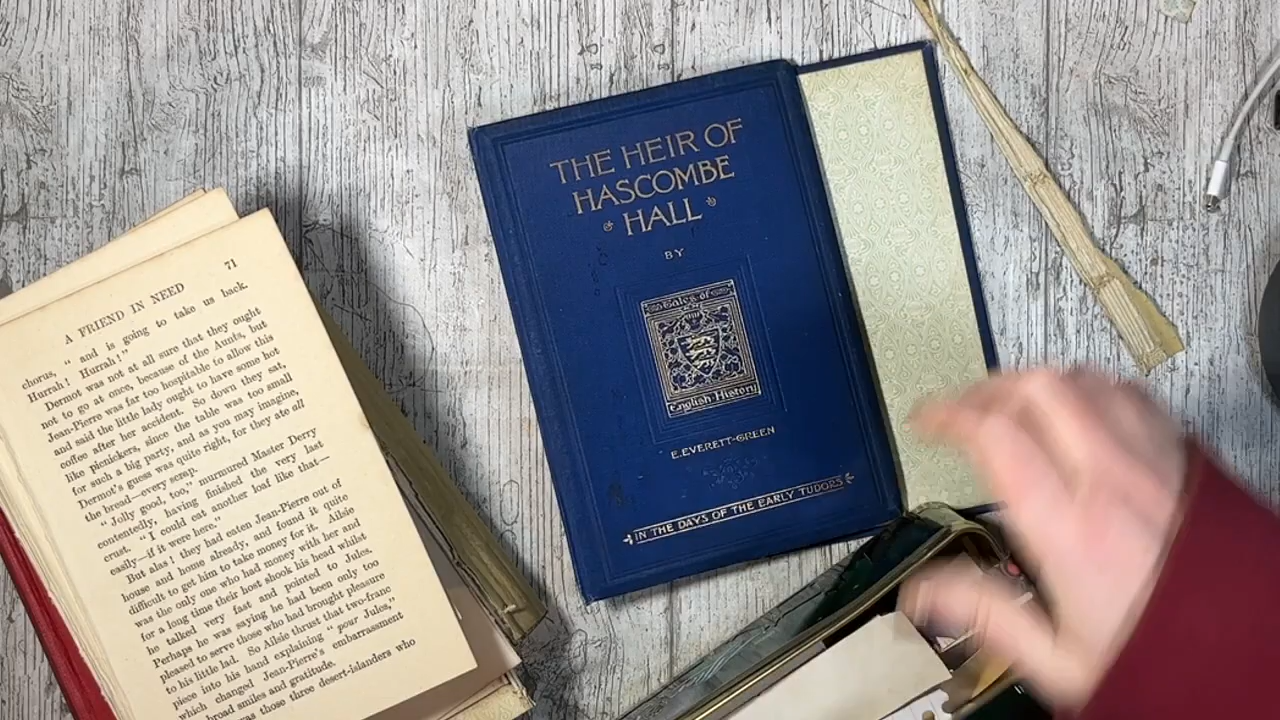 71
A FRIEND IN NEED
chorus, “ and is going to take us back.
Hurrah ! Hurrah ! ”
Dermot was not at all sure that they ought
not to go at once, because of the Aunts, but
Jean-Pierre was far too hospitable to allow this
and said the little lady ought to have some hot
coffee after her accident. So down they sat,
like picnickers, since the table was too small
for such a big party, and as you may imagine,
Dermot's guess was quite right, for they ate all
the bread—every scrap.
“ Jolly good, too,” murmured Master Derry
contentedly, having finished the very last
crust. “ I could eat another loaf like that—
easily—if it were here.”
But alas ! they had eaten Jean-Pierre out of
house and home already, and found it quite
difficult to get him to take money for it. Ailsie
was the only one who had money with her and
for a long time their host shook his head whilst
he talked very fast and pointed to Jules.
Perhaps he was saying he had been only too
pleased to serve those who had brought pleasure
to his little lad. So Ailsie thrust that two-franc
piece into his hand explaining “ pour Jules,”
which changed Jean-Pierre's embarrassment
broad smiles and gratitude.
was those three desert-islanders who
THE HEIR OF
HASCOMBE
HALL
BY
Tales of
English History
E. EVERETT-GREEN
IN THE DAYS OF THE EARLY TUDORS